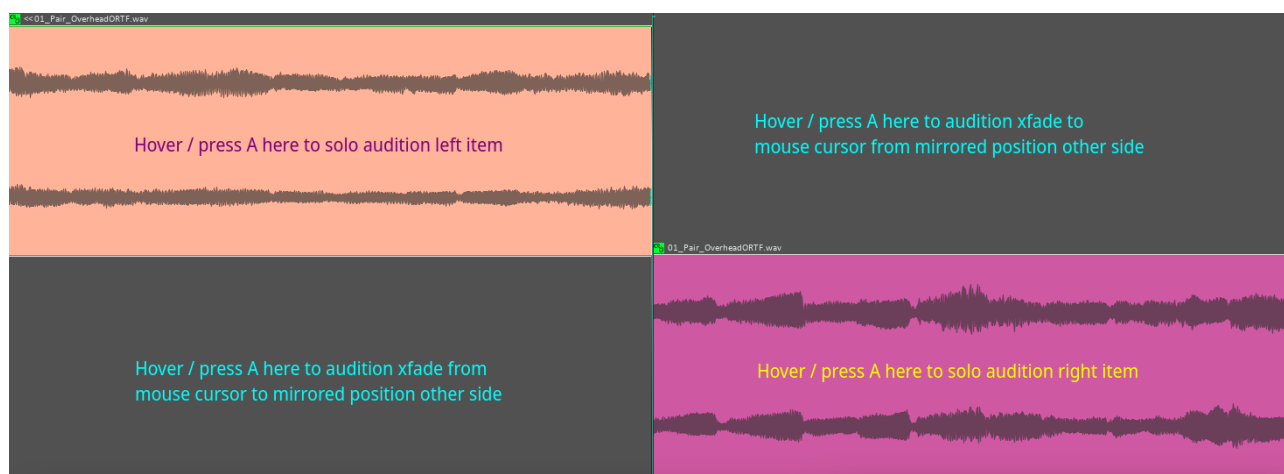 <<01_Pair_OverheadORTF.wav
Hover / press A here to solo audition left item
Hover / press A here to audition xfade to
mouse cursor from mirrored position other side
01_Pair_OverheadORTF.wav
Hover / press A here to audition xfade from
mouse cursor to mirrored position other side
Hover / press A here to solo audition right item